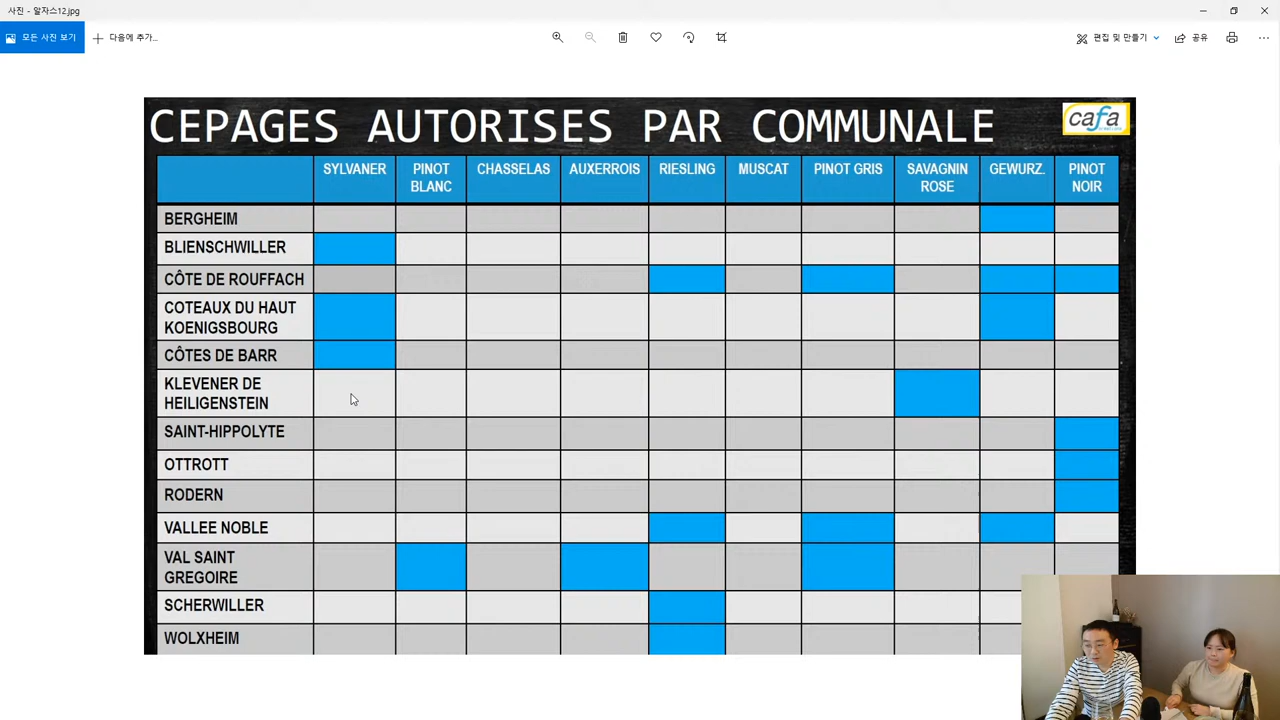 사진 - 알자스12.jpg
모든 사진 보기
다음에 추가...
편집 및 만들기
공유
CEPAGES AUTORISES PAR COMMUNALE
cafa
SYLVANER
PINOT
BLANC
CHASSELAS
AUXERROIS
RIESLING
MUSCAT
PINOT GRIS
SAVAGNIN
ROSE
GEWURZ.
PINOT
NOIR
BERGHEIM
BLIENSCHWILLER
CÔTE DE ROUFFACH
COTEAUX DU HAUT
KOENIGSBOURG
CÔTES DE BARR
KLEVENER DE
HEILIGENSTEIN
SAINT-HIPPOLYTE
OTTROTT
RODERN
VALLEE NOBLE
VAL SAINT
GREGOIRE
SCHERWILLER
WOLXHEIM